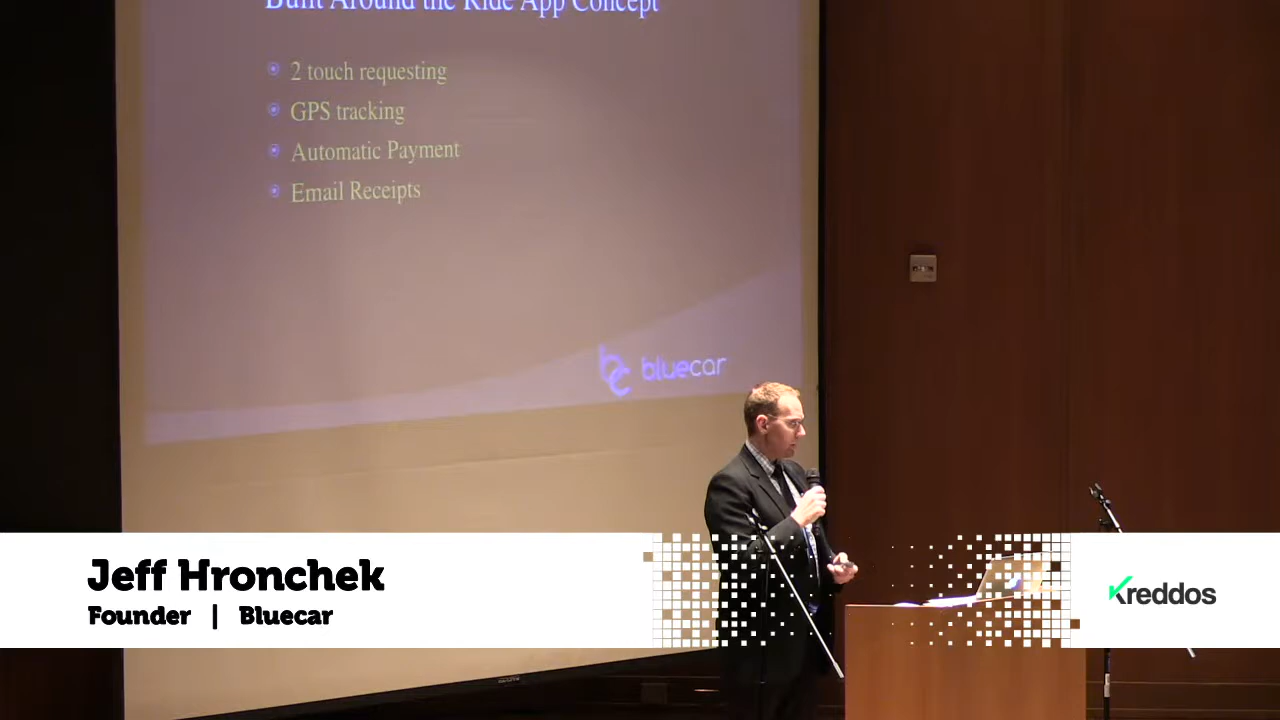 Built Around the Ride App Concept
2 touch requesting
GPS tracking
Automatic Payment
Email Receipts
bc bluecar
Jeff Hronchek
Founder | Bluecar
Kreddos